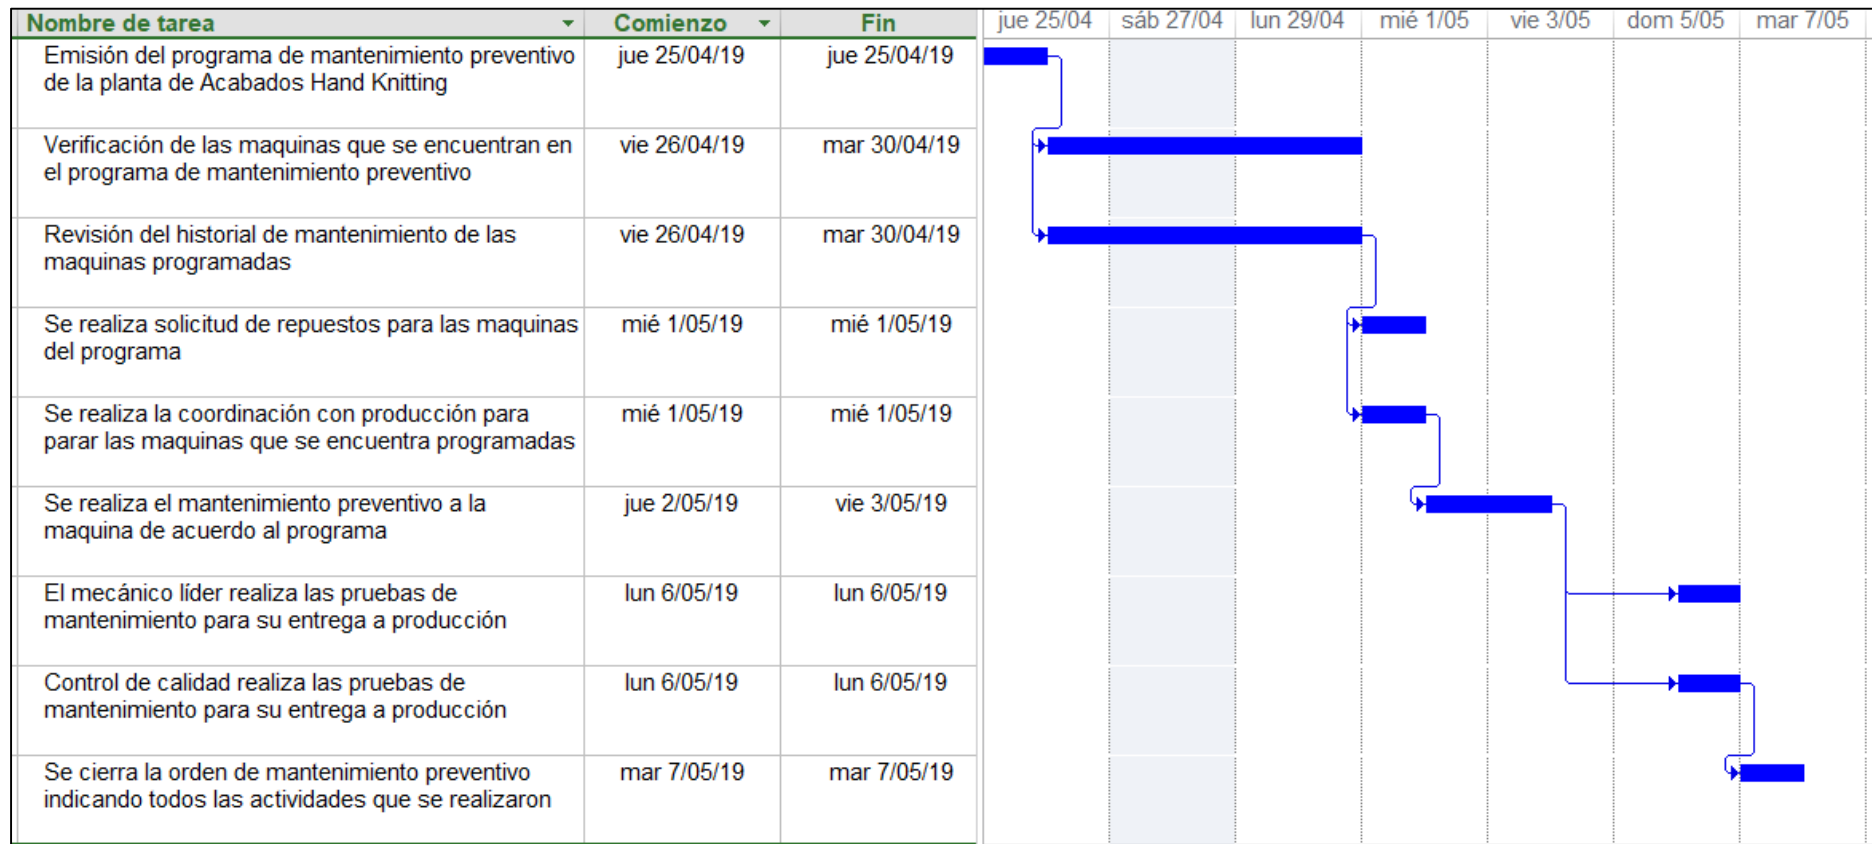 Nombre de tarea Comienzo Fin jue 25/04 sáb 27/04 lun 29/04 mié 1/05 vie 3/05 dom 5/05 mar 7/05
Emisión del programa de mantenimiento preventivo jue 25/04/19 jue 25/04/19
de la planta de Acabados Hand Knitting
Verificación de las maquinas que se encuentran en vie 26/04/19 mar 30/04/19
el programa de mantenimiento preventivo
Revisión del historial de mantenimiento de las vie 26/04/19 mar 30/04/19
maquinas programadas
Se realiza solicitud de repuestos para las maquinas mié 1/05/19 mié 1/05/19
del programa
Se realiza la coordinación con producción para mié 1/05/19 mié 1/05/19
parar las maquinas que se encuentra programadas
Se realiza el mantenimiento preventivo a la jue 2/05/19 vie 3/05/19
maquina de acuerdo al programa
El mecánico líder realiza las pruebas de lun 6/05/19 lun 6/05/19
mantenimiento para su entrega a producción
Control de calidad realiza las pruebas de lun 6/05/19 lun 6/05/19
mantenimiento para su entrega a producción
Se cierra la orden de mantenimiento preventivo mar 7/05/19 mar 7/05/19
indicando todos las actividades que se realizaron